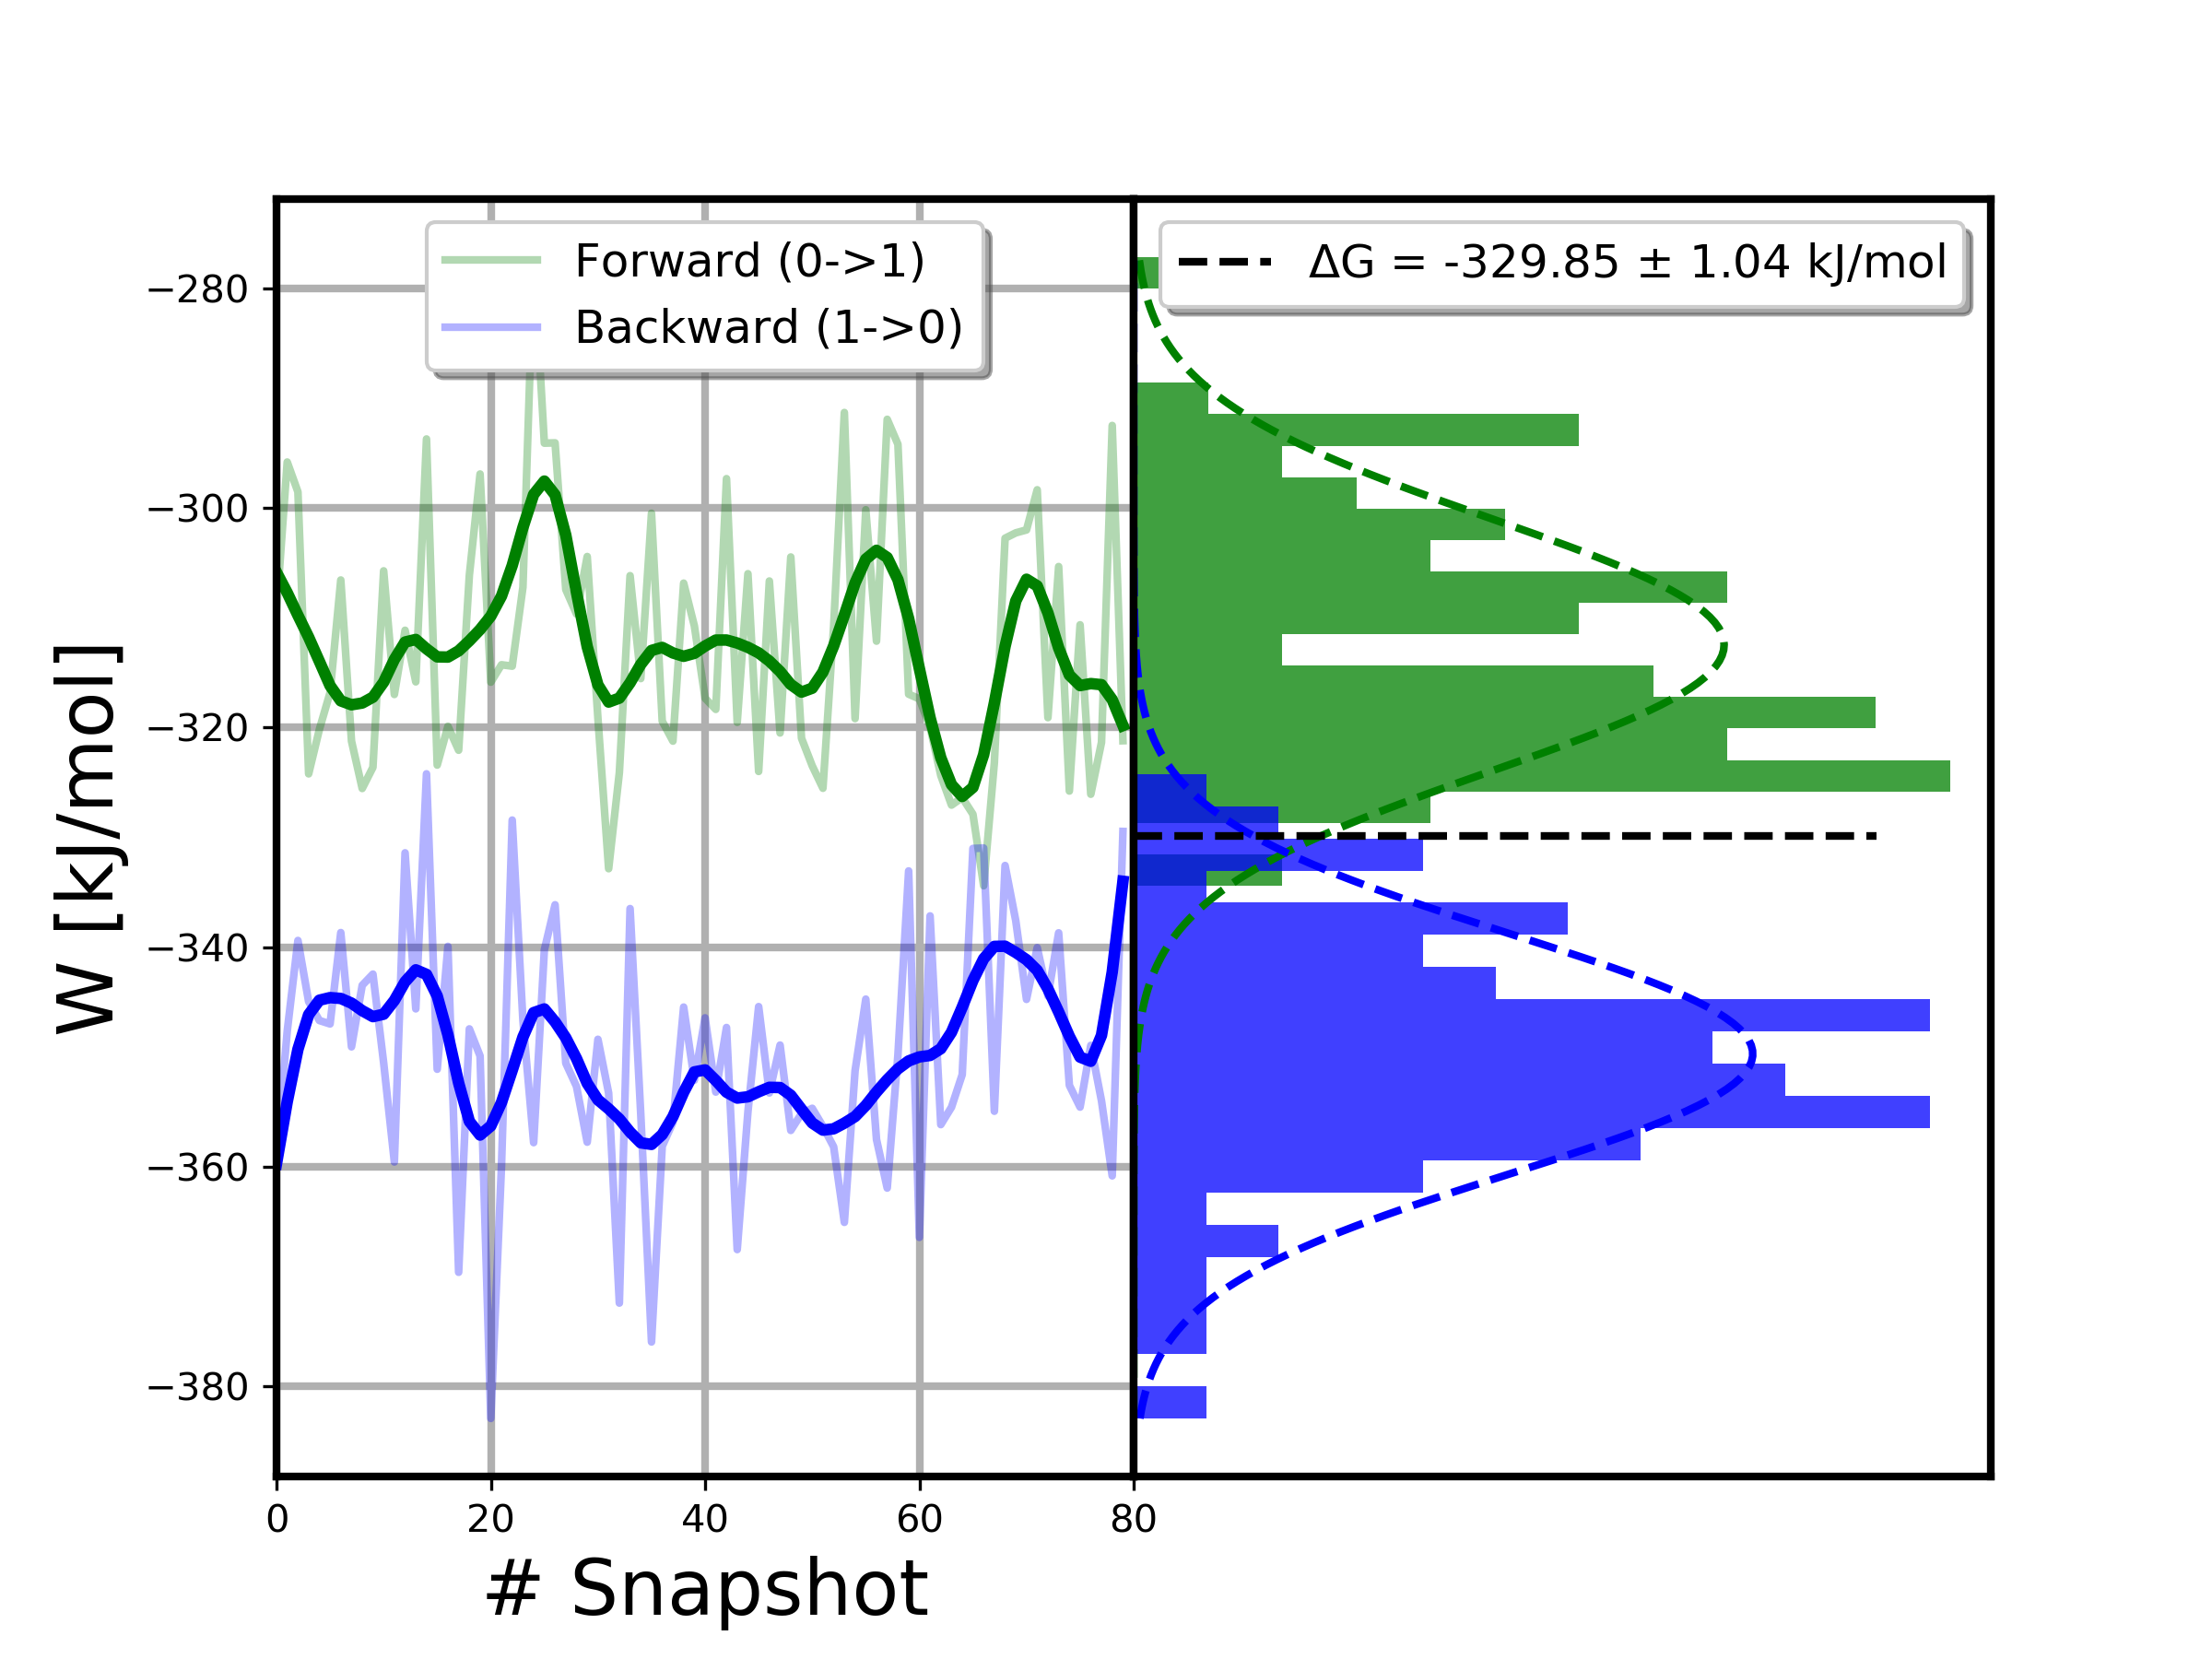 Forward (0->1)
Backward (1->0)
ΔG = -329.85 ± 1.04 kJ/mol
W [kJ/mol]
−280
−300
−320
−340
−360
−380
0 20 40 60 80
# Snapshot